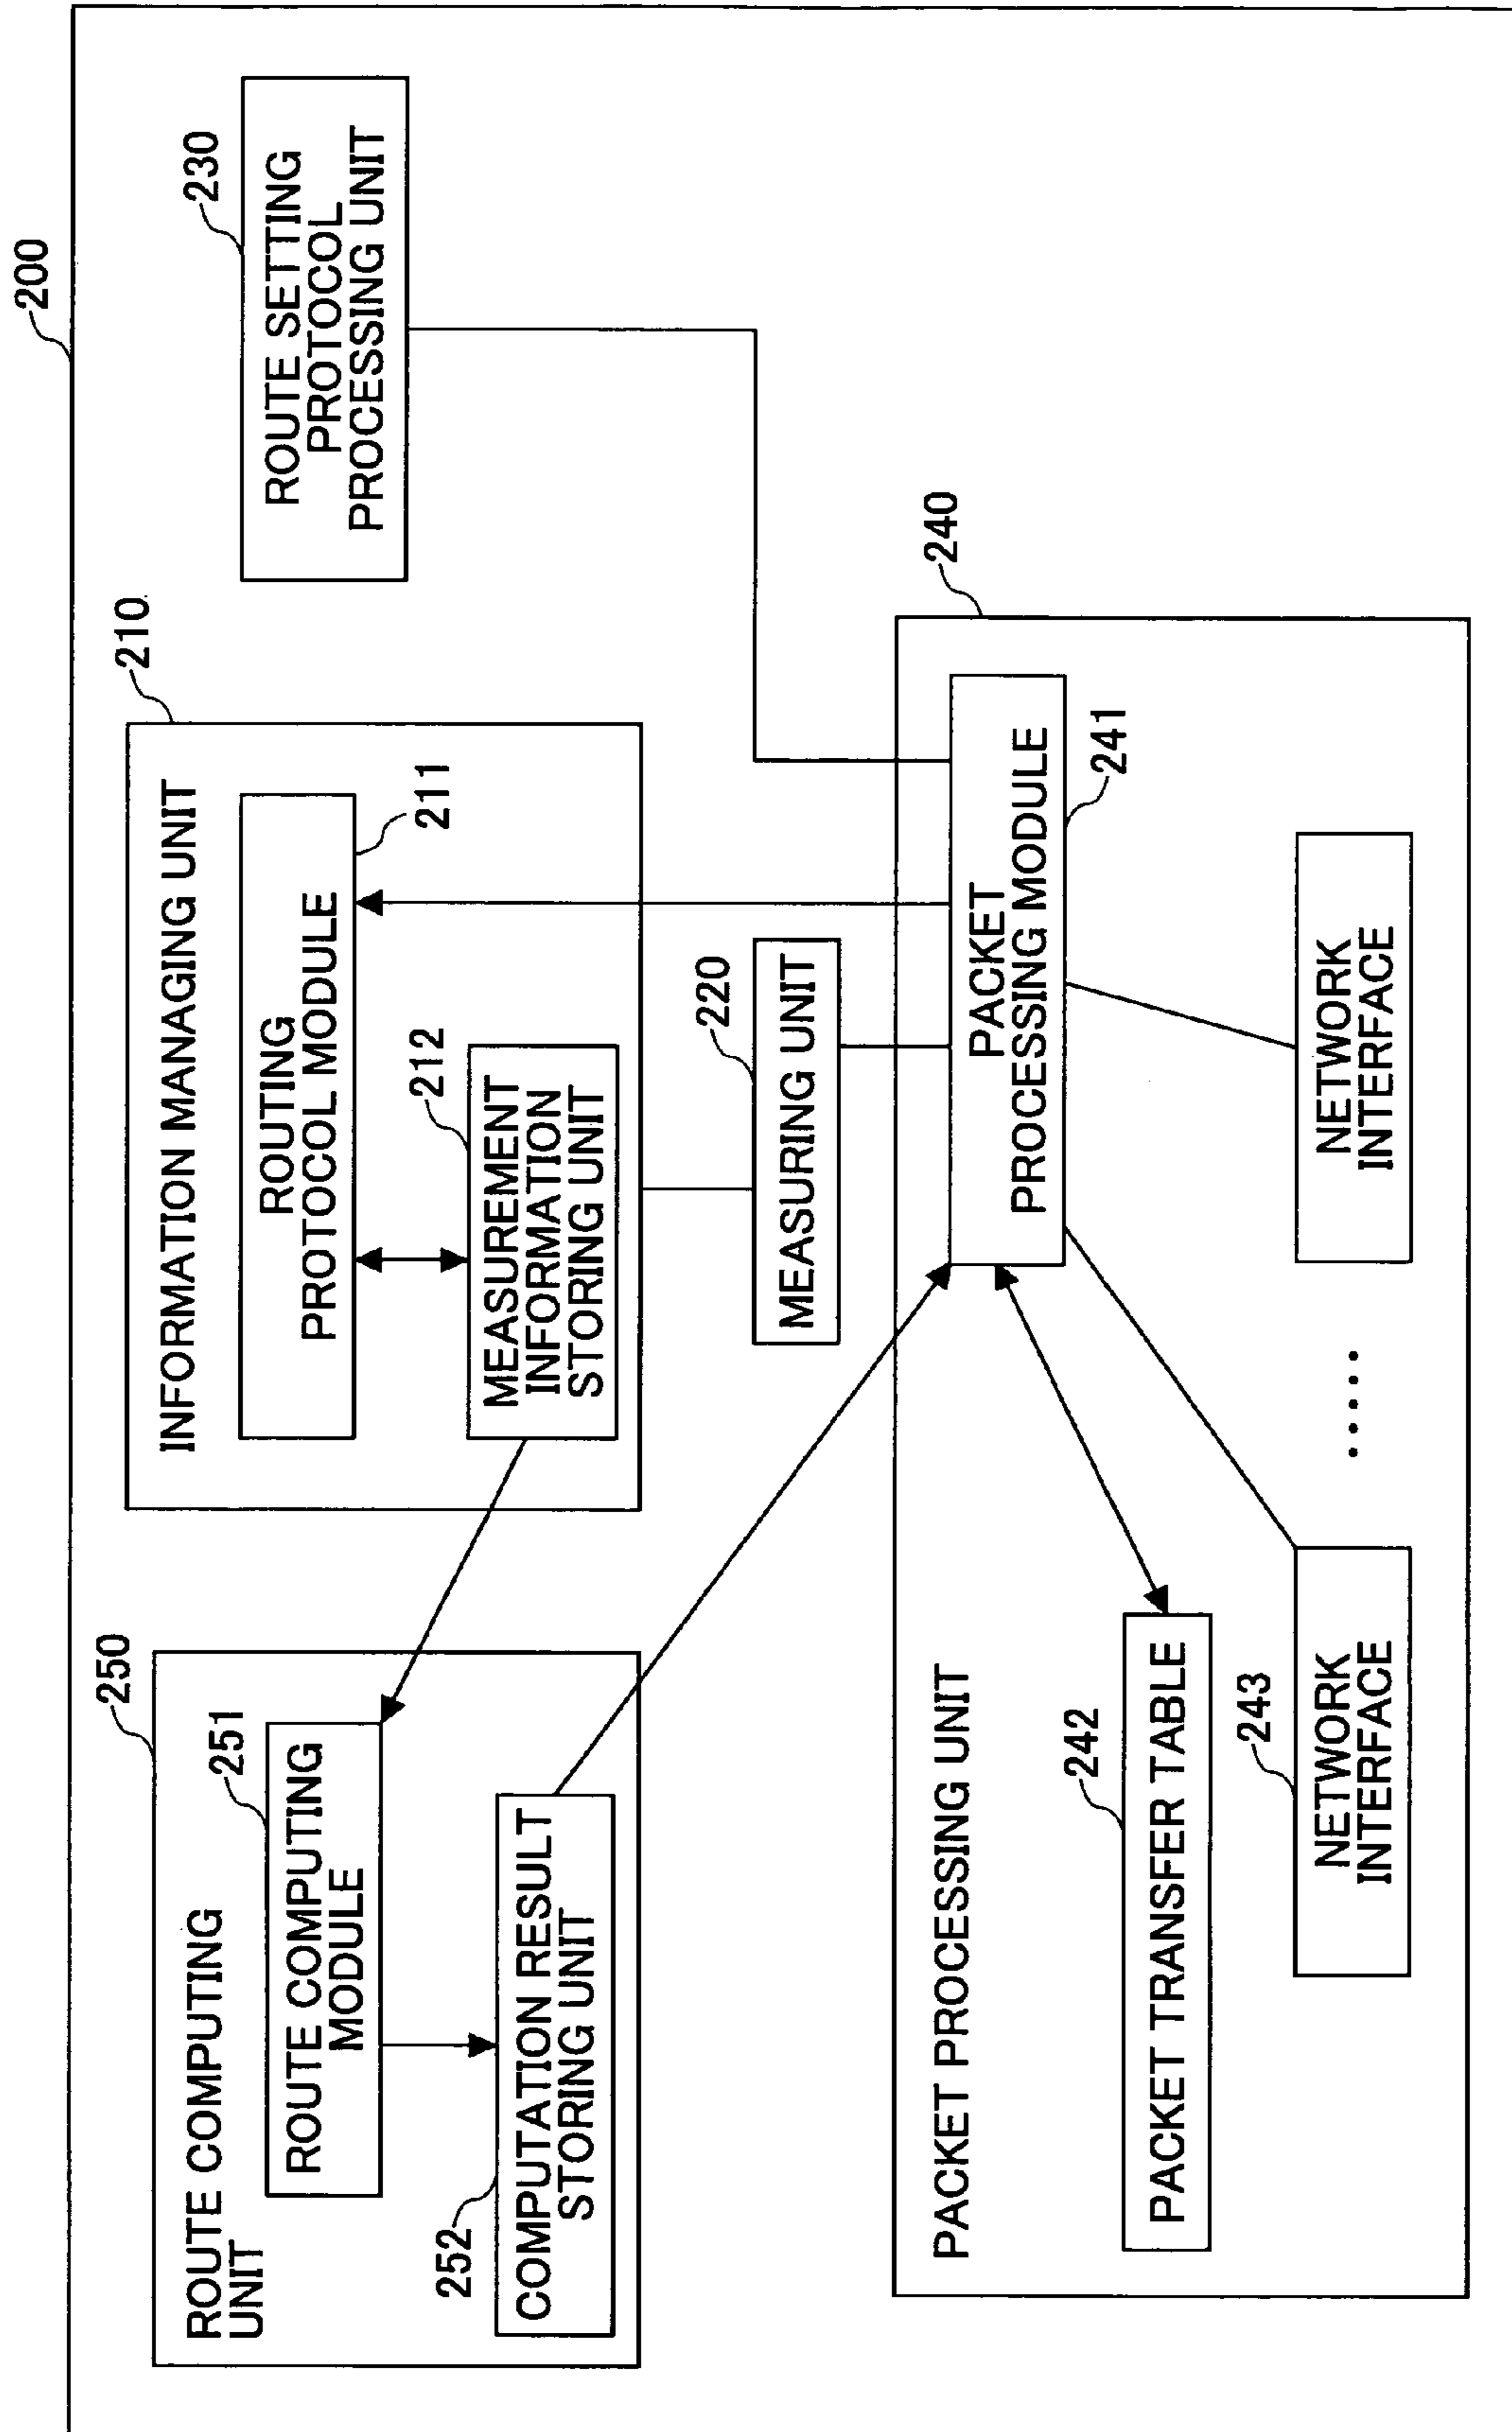 200
250
ROUTE COMPUTING
UNIT
251
ROUTE COMPUTING
MODULE
252
COMPUTATION RESULT
STORING UNIT
210
INFORMATION MANAGING UNIT
ROUTING
PROTOCOL MODULE
211
212
MEASUREMENT
INFORMATION
STORING UNIT
230
ROUTE SETTING
PROTOCOL
PROCESSING UNIT
220
MEASURING UNIT
240
PACKET PROCESSING UNIT
PACKET
PROCESSING MODULE
241
242
PACKET TRANSFER TABLE
243
NETWORK
INTERFACE
.....
NETWORK
INTERFACE